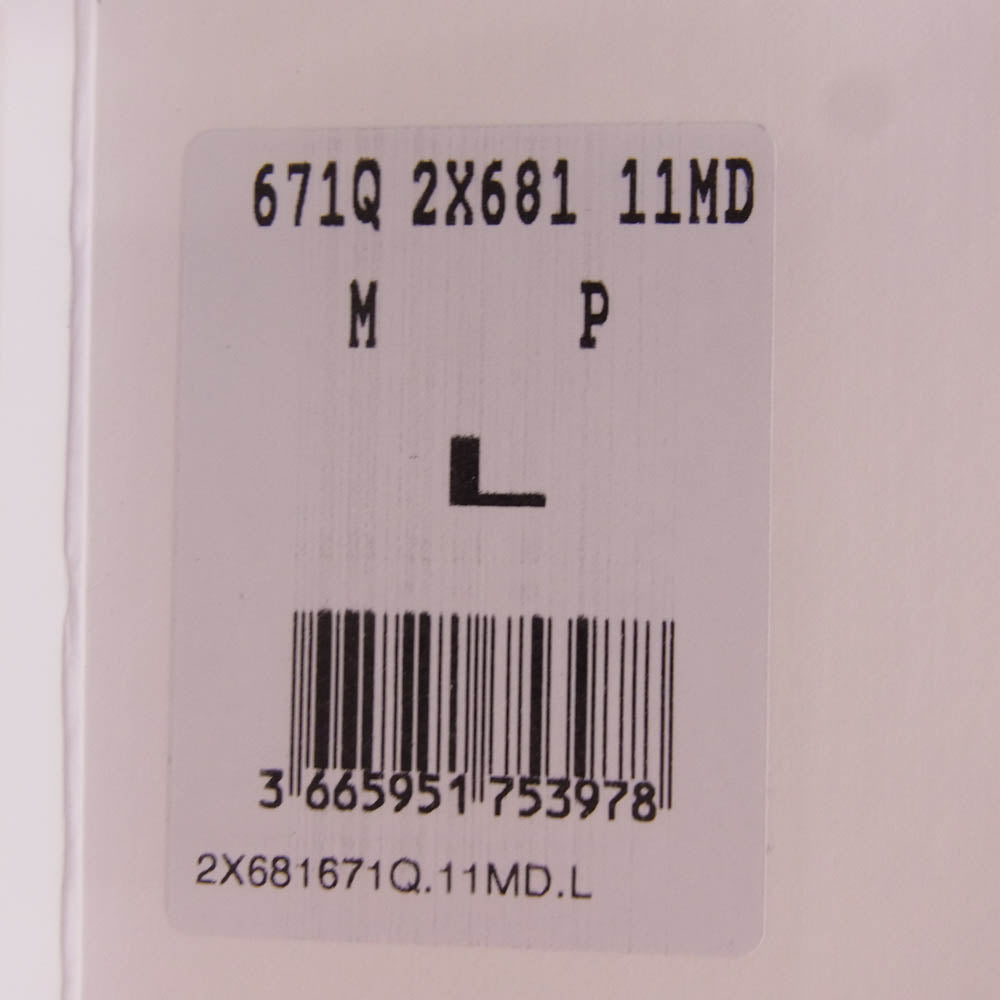 671Q 2X681 11MD
M P
L
3 665951 753978
2X681671Q.11MD.L